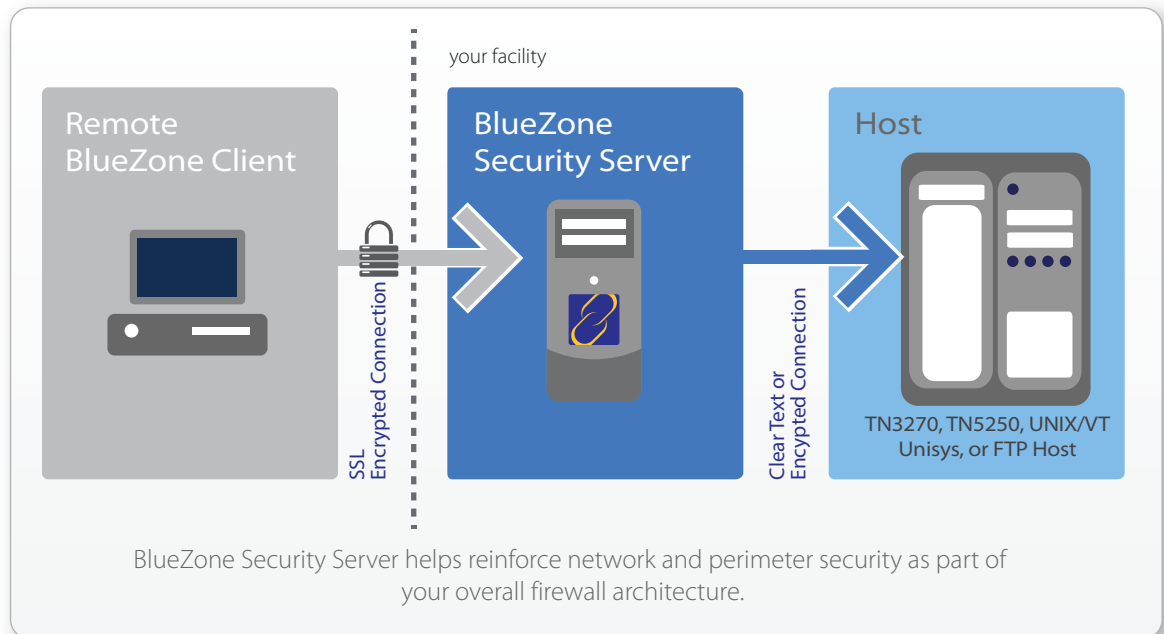 your facility
Remote
BlueZone Client
BlueZone
Security Server
Host
SSL
Encrypted Connection
Clear Text or
Encypted Connection
TN3270, TN5250, UNIX/VT
Unisys, or FTP Host
BlueZone Security Server helps reinforce network and perimeter security as part of
your overall firewall architecture.